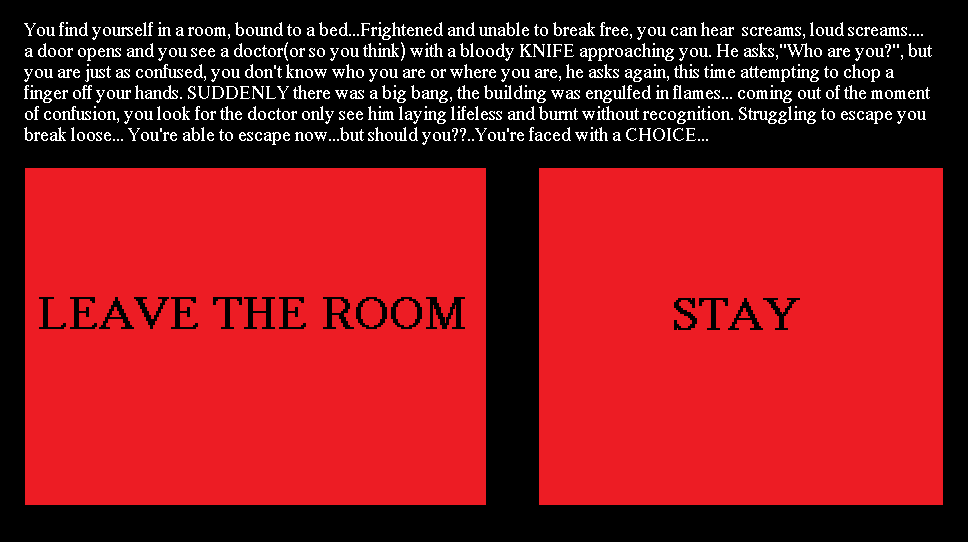 You find yourself in a room, bound to a bed...Frightened and unable to break free, you can hear screams, loud screams....
a door opens and you see a doctor(or so you think) with a bloody KNIFE approaching you. He asks,"Who are you?", but
you are just as confused, you don't know who you are or where you are, he asks again, this time attempting to chop a
finger off your hands. SUDDENLY there was a big bang, the building was engulfed in flames... coming out of the moment
of confusion, you look for the doctor only see him laying lifeless and burnt without recognition. Struggling to escape you
break loose... You're able to escape now...but should you??..You're faced with a CHOICE...
LEAVE THE ROOM
STAY